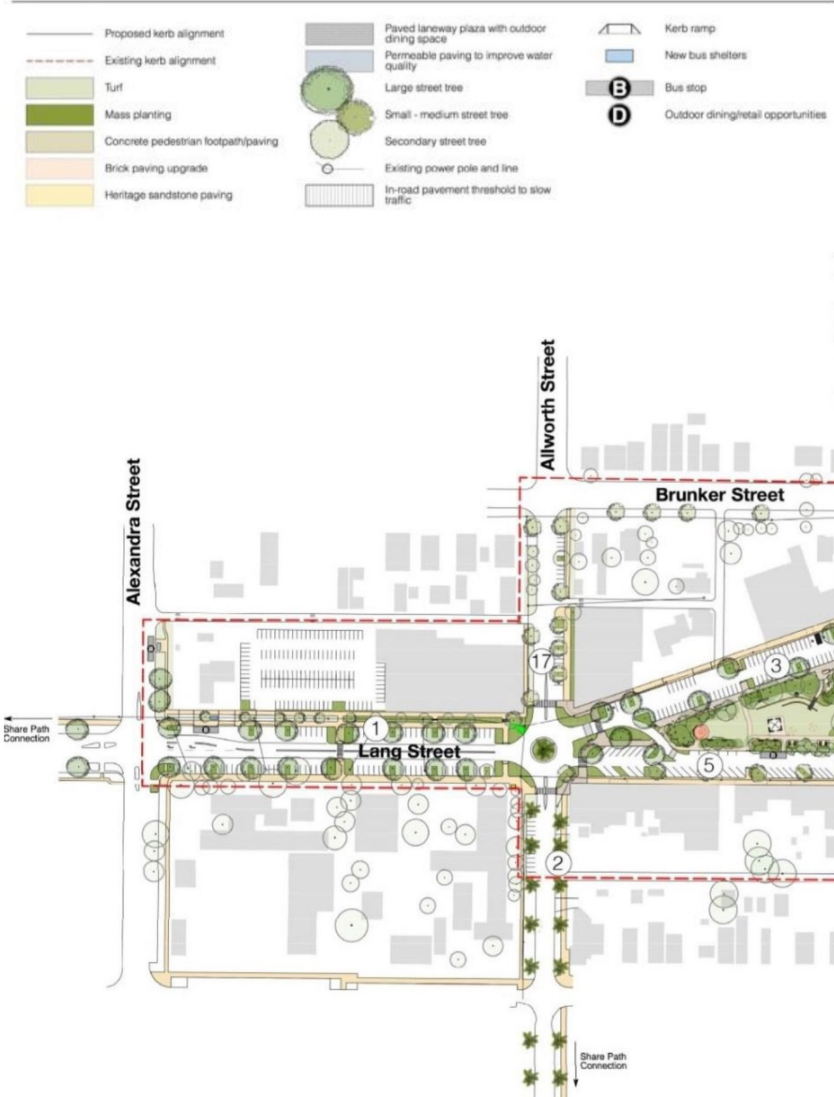 Proposed kerb alignment
Existing kerb alignment
Turf
Mass planting
Concrete pedestrian footpath/paving
Brick paving upgrade
Heritage sandstone paving
Paved laneway plaza with outdoor
dining space
Permeable paving to improve water
quality
Large street tree
Small - medium street tree
Secondary street tree
Existing power pole and line
In-road pavement threshold to slow
traffic
Kerb ramp
New bus shelters
B
Bus stop
D
Outdoor dining/retail opportunities
Alexandra Street
Allworth Street
Brunker Street
17
3
1
Lang Street
5
2
Share Path
Connection
Share Path
Connection